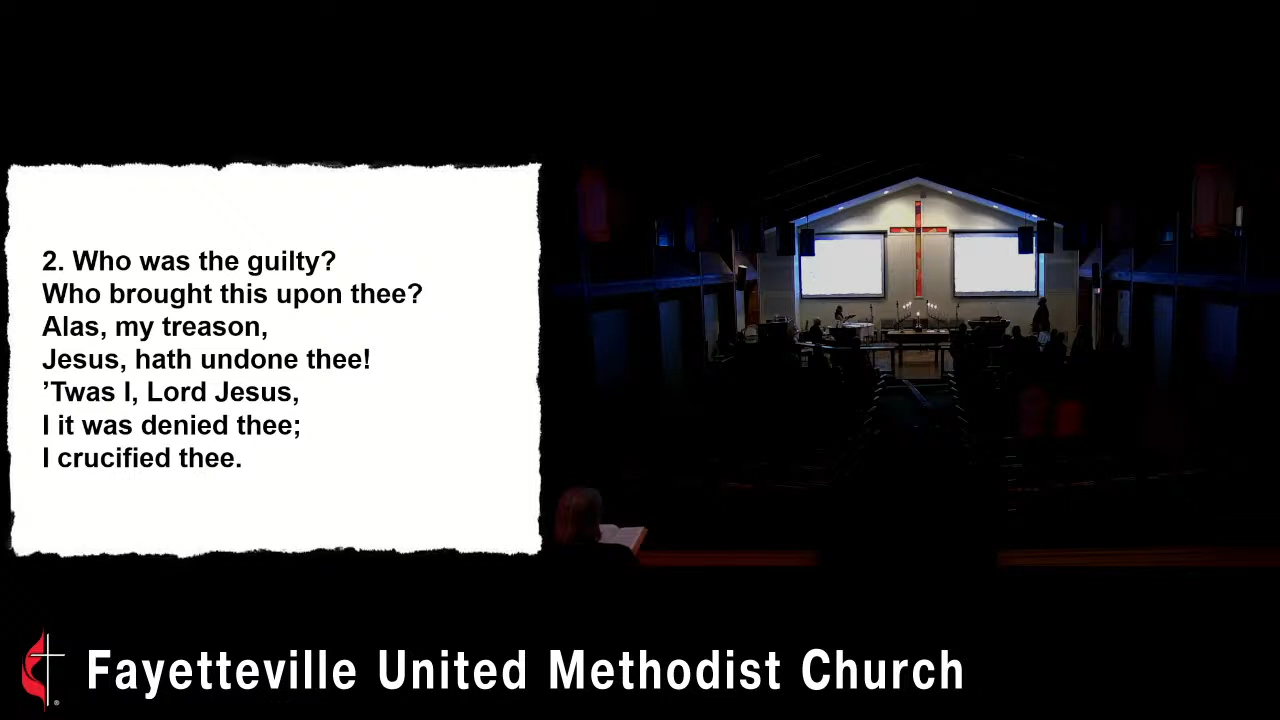 2. Who was the guilty?
Who brought this upon thee?
Alas, my treason,
Jesus, hath undone thee!
’Twas I, Lord Jesus,
I it was denied thee;
I crucified thee.
Fayetteville United Methodist Church
®